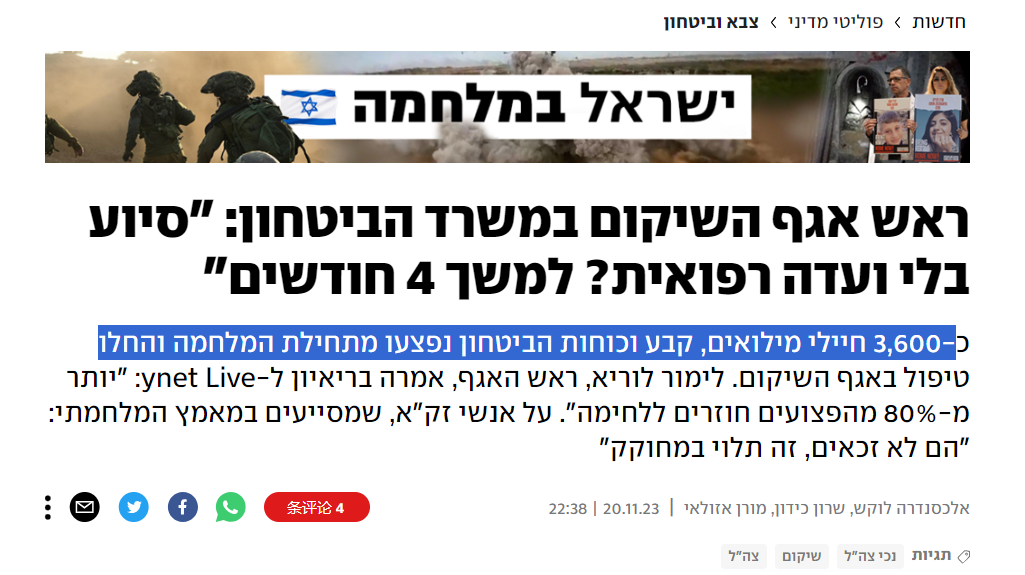 חדשות › פוליטי מדיני › צבא וביטחון
ישראל במלחמה
ראש אגף השיקום במשרד הביטחון: "סיוע
בלי ועדה רפואית? למשך 4 חודשים"
כ-3,600 חיילי מילואים, קבע וכוחות הביטחון נפצעו מתחילת המלחמה והחלו
טיפול באגף השיקום. לימור לוריא, ראש האגף, אמרה בריאיון ל-ynet Live: "יותר
מ-80% מהפצועים חוזרים ללחימה". על אנשי זק"א, שמסייעים במאמץ המלחמתי:
"הם לא זכאים, זה תלוי במחוקק"
אלכסנדרה לוקש, שרון כידון, מורן אזולאי | 20.11.23 | 22:38
4 条评论
תגיות נכי צה"ל שיקום צה"ל